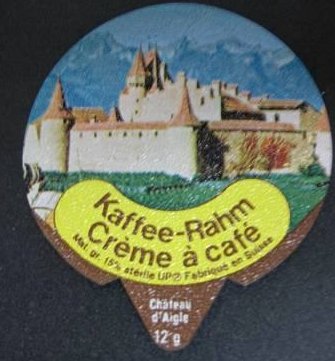 Kaffee-Rahm
Crème à café
Mat. gr. 15% stérile UP Fabriqué en Suisse
Château
d'Aigle
12 g